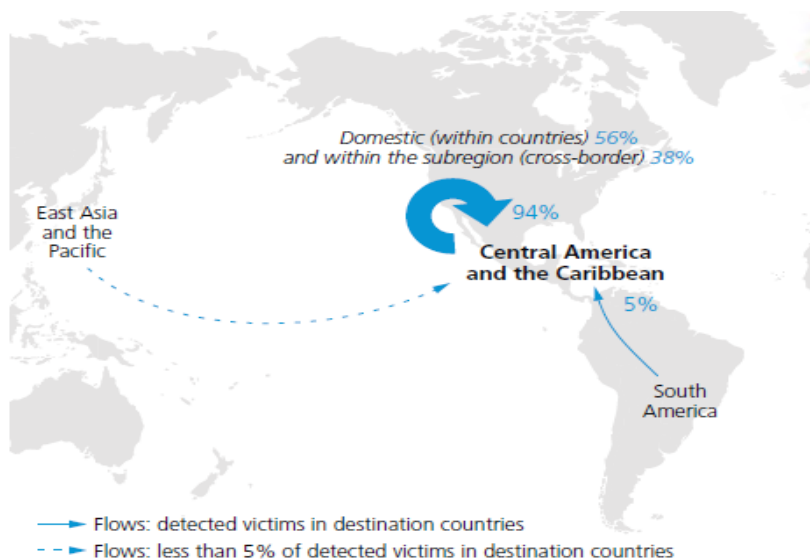 Domestic (within countries) 56%
and within the subregion (cross-border) 38%
East Asia
and the
Pacific
94%
Central America
and the Caribbean
5%
South
America
Flows: detected victims in destination countries
Flows: less than 5% of detected victims in destination countries